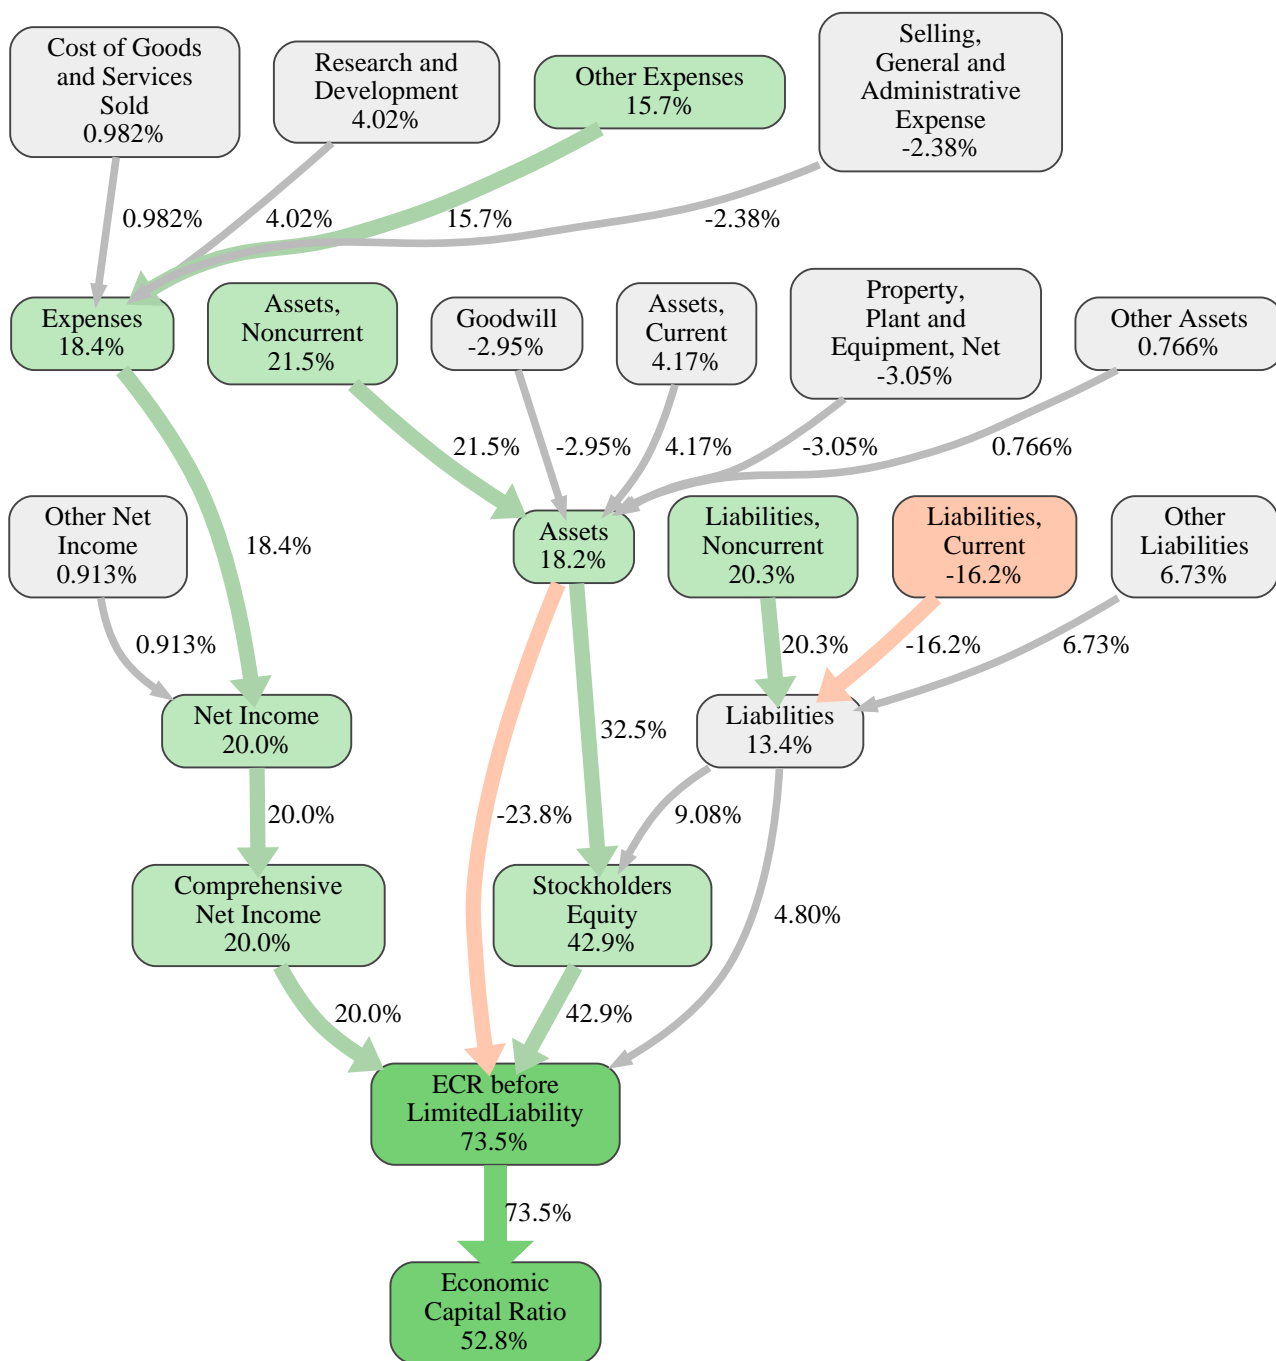 Cost of Goods
and Services
Sold
0.982%
Research and
Development
4.02%
Other Expenses
15.7%
Selling,
General and
Administrative
Expense
-2.38%
0.982%
4.02%
15.7%
-2.38%
Expenses
18.4%
Assets,
Noncurrent
21.5%
Goodwill
-2.95%
Assets,
Current
4.17%
Property,
Plant and
Equipment, Net
-3.05%
Other Assets
0.766%
21.5%
-2.95%
4.17%
-3.05%
0.766%
Other Net
Income
0.913%
18.4%
Assets
18.2%
Liabilities,
Noncurrent
20.3%
Liabilities,
Current
-16.2%
Other
Liabilities
6.73%
0.913%
20.3%
-16.2%
6.73%
Net Income
20.0%
32.5%
Liabilities
13.4%
20.0%
-23.8%
9.08%
Comprehensive
Net Income
20.0%
Stockholders
Equity
42.9%
4.80%
20.0%
42.9%
ECR before
LimitedLiability
73.5%
73.5%
Economic
Capital Ratio
52.8%